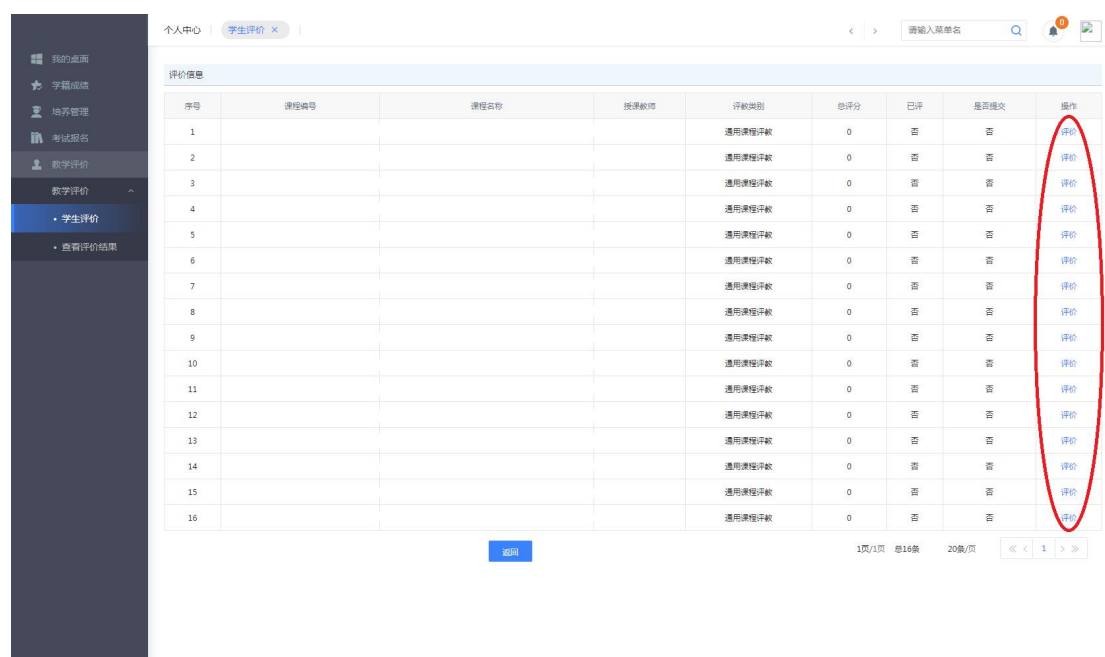 个人中心 学生评价 × < > 请输入菜单名 0
我的桌面
学籍成绩
培养管理
考试报名
教学评价
教学评价
• 学生评价
• 查看评价结果
评价信息
序号 课程编号 课程名称 授课教师 评教类别 总评分 已评 是否提交 操作
1 通用课程评教 0 否 否 评价
2 通用课程评教 0 否 否 评价
3 通用课程评教 0 否 否 评价
4 通用课程评教 0 否 否 评价
5 通用课程评教 0 否 否 评价
6 通用课程评教 0 否 否 评价
7 通用课程评教 0 否 否 评价
8 通用课程评教 0 否 否 评价
9 通用课程评教 0 否 否 评价
10 通用课程评教 0 否 否 评价
11 通用课程评教 0 否 否 评价
12 通用课程评教 0 否 否 评价
13 通用课程评教 0 否 否 评价
14 通用课程评教 0 否 否 评价
15 通用课程评教 0 否 否 评价
16 通用课程评教 0 否 否 评价
返回 1页/1页 总16条 20条/页 « < 1 > »